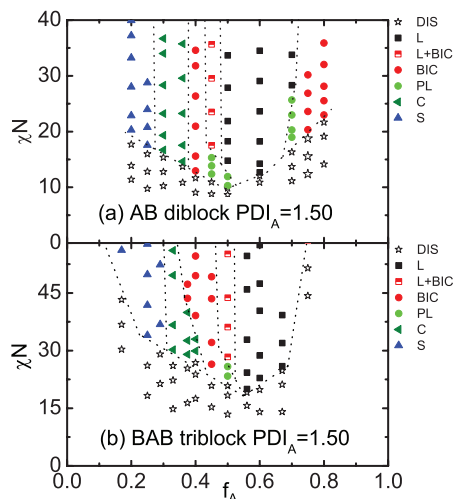 40
30
20
10
0
χN
(a) AB diblock PDI_A=1.50
DIS
L
L+BIC
BIC
PL
C
S
45
30
15
0
χN
(b) BAB triblock PDI_A=1.50
DIS
L
L+BIC
BIC
PL
C
S
0.0 0.2 0.4 0.6 0.8 1.0
f_A